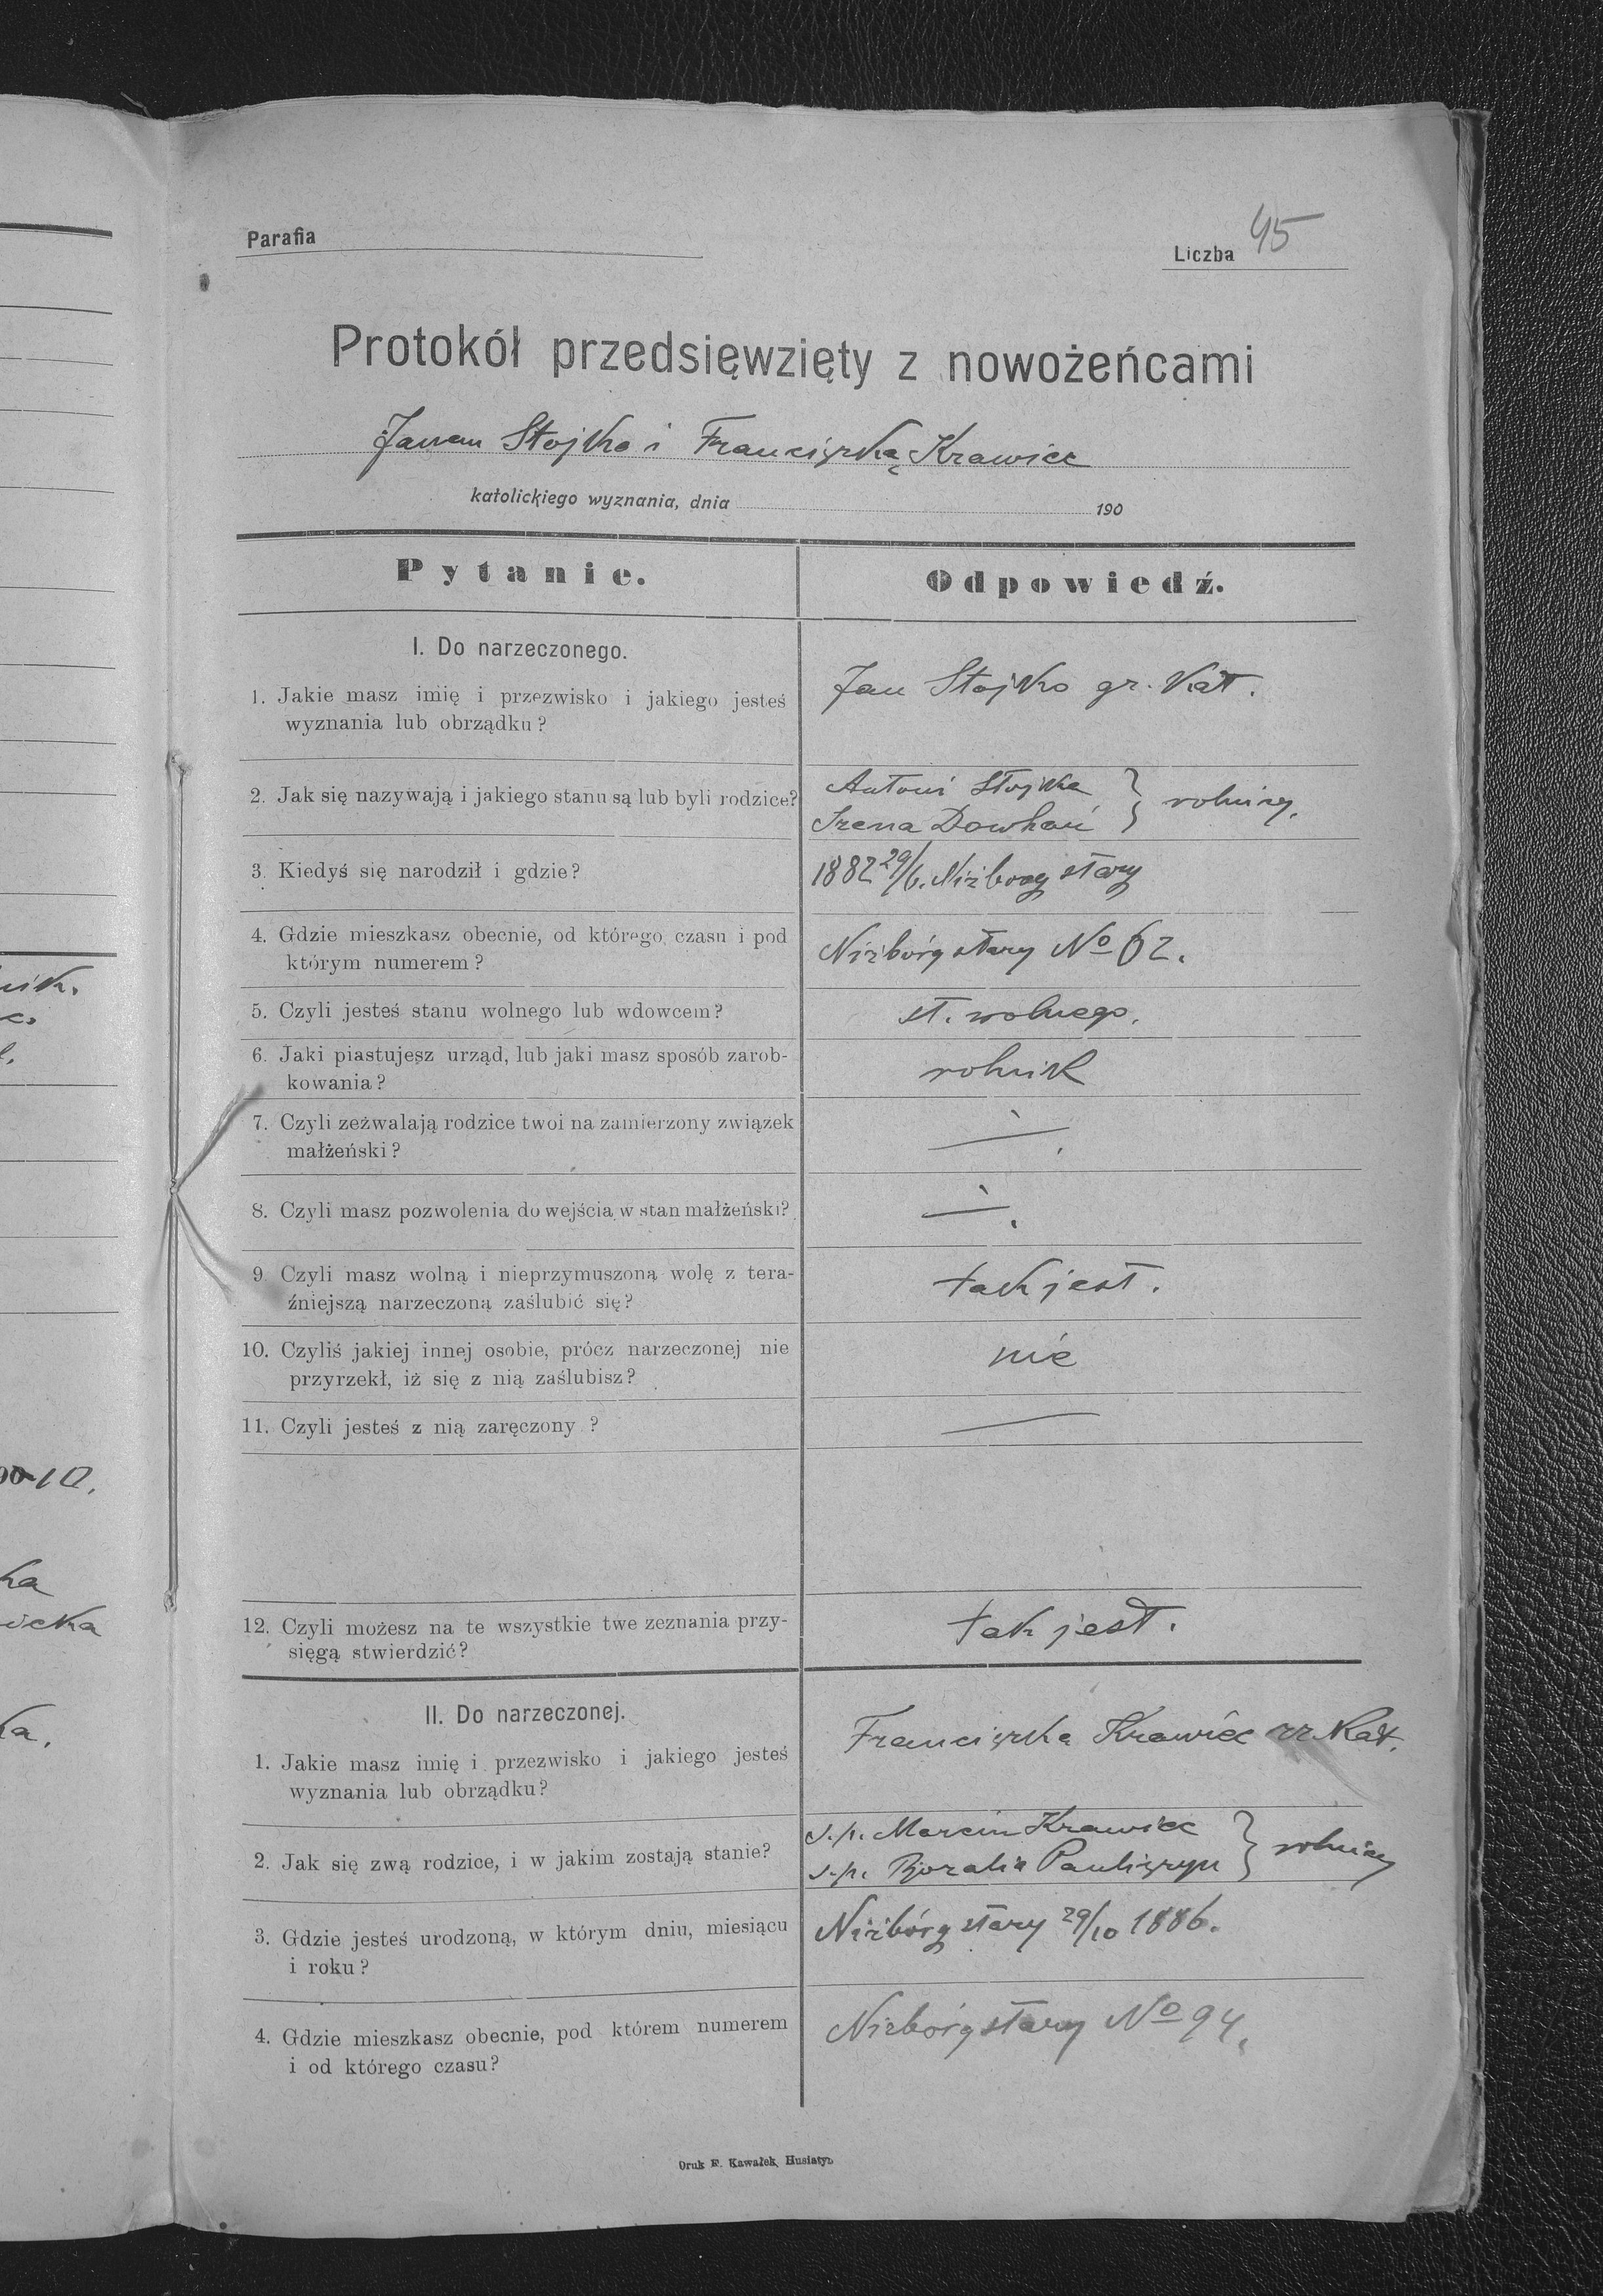 Parafia
Liczba 45
Protokół przedsięwzięty z nowożeńcami
Janem Stojko i Franciszką Krawiec
katolickiego wyznania, dnia 190
Pytanie.
Odpowiedź.
I. Do narzeczonego.
1. Jakie masz imię i przezwisko i jakiego jesteś
wyznania lub obrządku?
Jan Stojko gr. kat.
2. Jak się nazywają i jakiego stanu są lub byli rodzice?
Antoni Stojko
Irena Dowhań } rolnicy.
3. Kiedyś się narodził i gdzie?
1882 29/6. Niżborg stary
4. Gdzie mieszkasz obecnie, od którego czasu i pod
którym numerem?
Niżbórg stary No 62.
5. Czyli jesteś stanu wolnego lub wdowcem?
st. wolnego.
6. Jaki piastujesz urząd, lub jaki masz sposób zarob-
kowania?
rolnik
7. Czyli zeżwalają rodzice twoi na zamierzony związek
małżeński?
8. Czyli masz pozwolenia do wejścia w stan małżeński?
9 Czyli masz wolną i nieprzymuszoną wolę z tera-
źniejszą narzeczoną zaślubić się?
tak jest.
10. Czyliś jakiej innej osobie, prócz narzeczonej nie
przyrzekł, iż się z nią zaślubisz?
nie
11. Czyli jesteś z nią zaręczony ?
12. Czyli możesz na te wszystkie twe zeznania przy-
sięgą stwierdzić?
tak jest.
II. Do narzeczonej.
1. Jakie masz imię i przezwisko i jakiego jesteś
wyznania lub obrządku?
Franciszka Krawiec rz. kat.
2. Jak się zwą rodzice, i w jakim zostają stanie?
ś.p. Marcin Krawiec
ś.p. Rozalia Pauliszyn } rolnicy
3. Gdzie jesteś urodzoną, w którym dniu, miesiącu
i roku?
Niżbórg stary 29/10 1886.
4. Gdzie mieszkasz obecnie, pod którem numerem
i od którego czasu?
Niżbórg stary No 94.
Druk F. Kawałek, Husiatyn